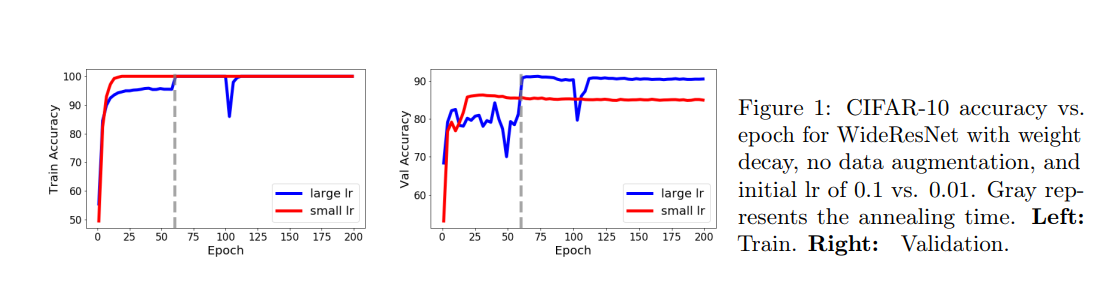 100
90
80
70
60
50
Train Accuracy
large lr
small lr
0 25 50 75 100 125 150 175 200
Epoch
90
80
70
60
Val Accuracy
large lr
small lr
0 25 50 75 100 125 150 175 200
Epoch
Figure 1: CIFAR-10 accuracy vs.
epoch for WideResNet with weight
decay, no data augmentation, and
initial lr of 0.1 vs. 0.01. Gray rep-
resents the annealing time. Left:
Train. Right: Validation.